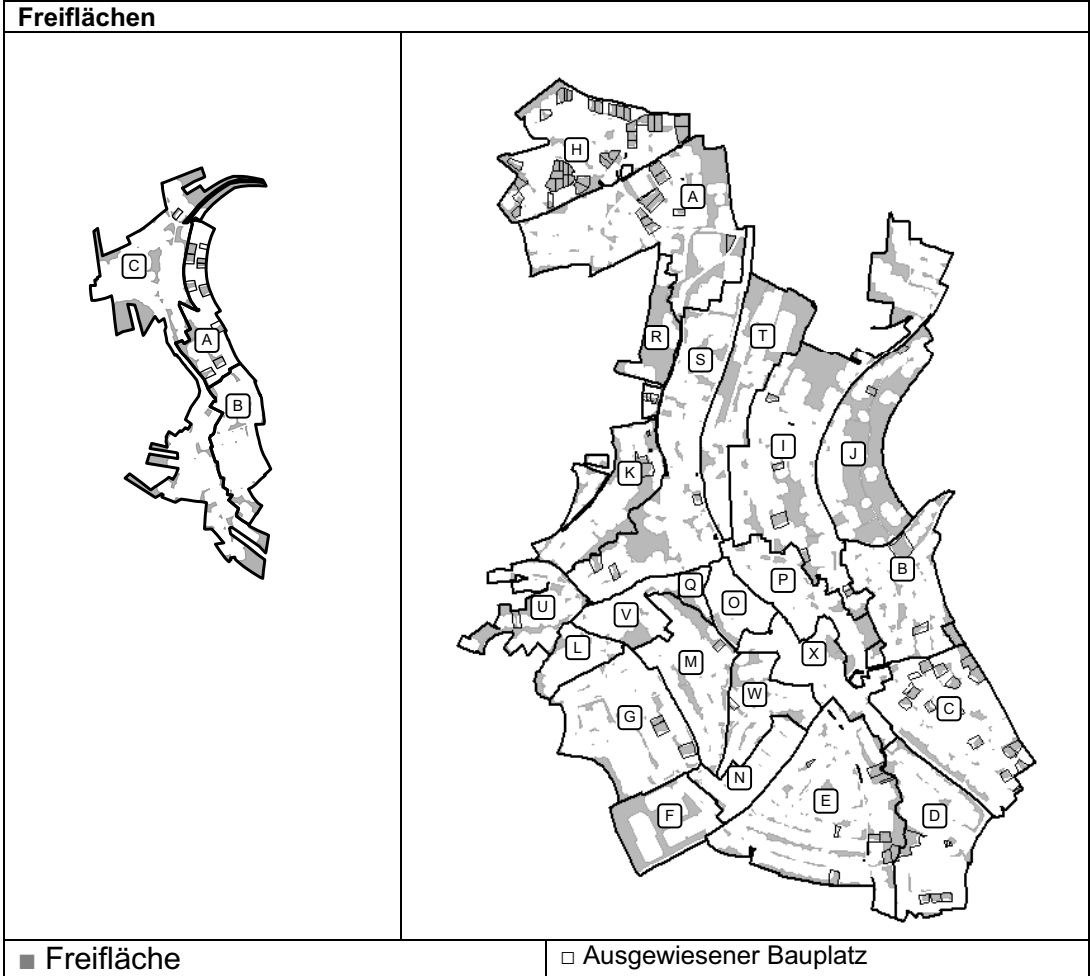 Freiflächen
C
A
B
H
A
R
S
T
I
J
K
B
U
V
Q
O
P
L
M
X
W
G
C
N
F
E
D
■ Freifläche
□ Ausgewiesener Bauplatz